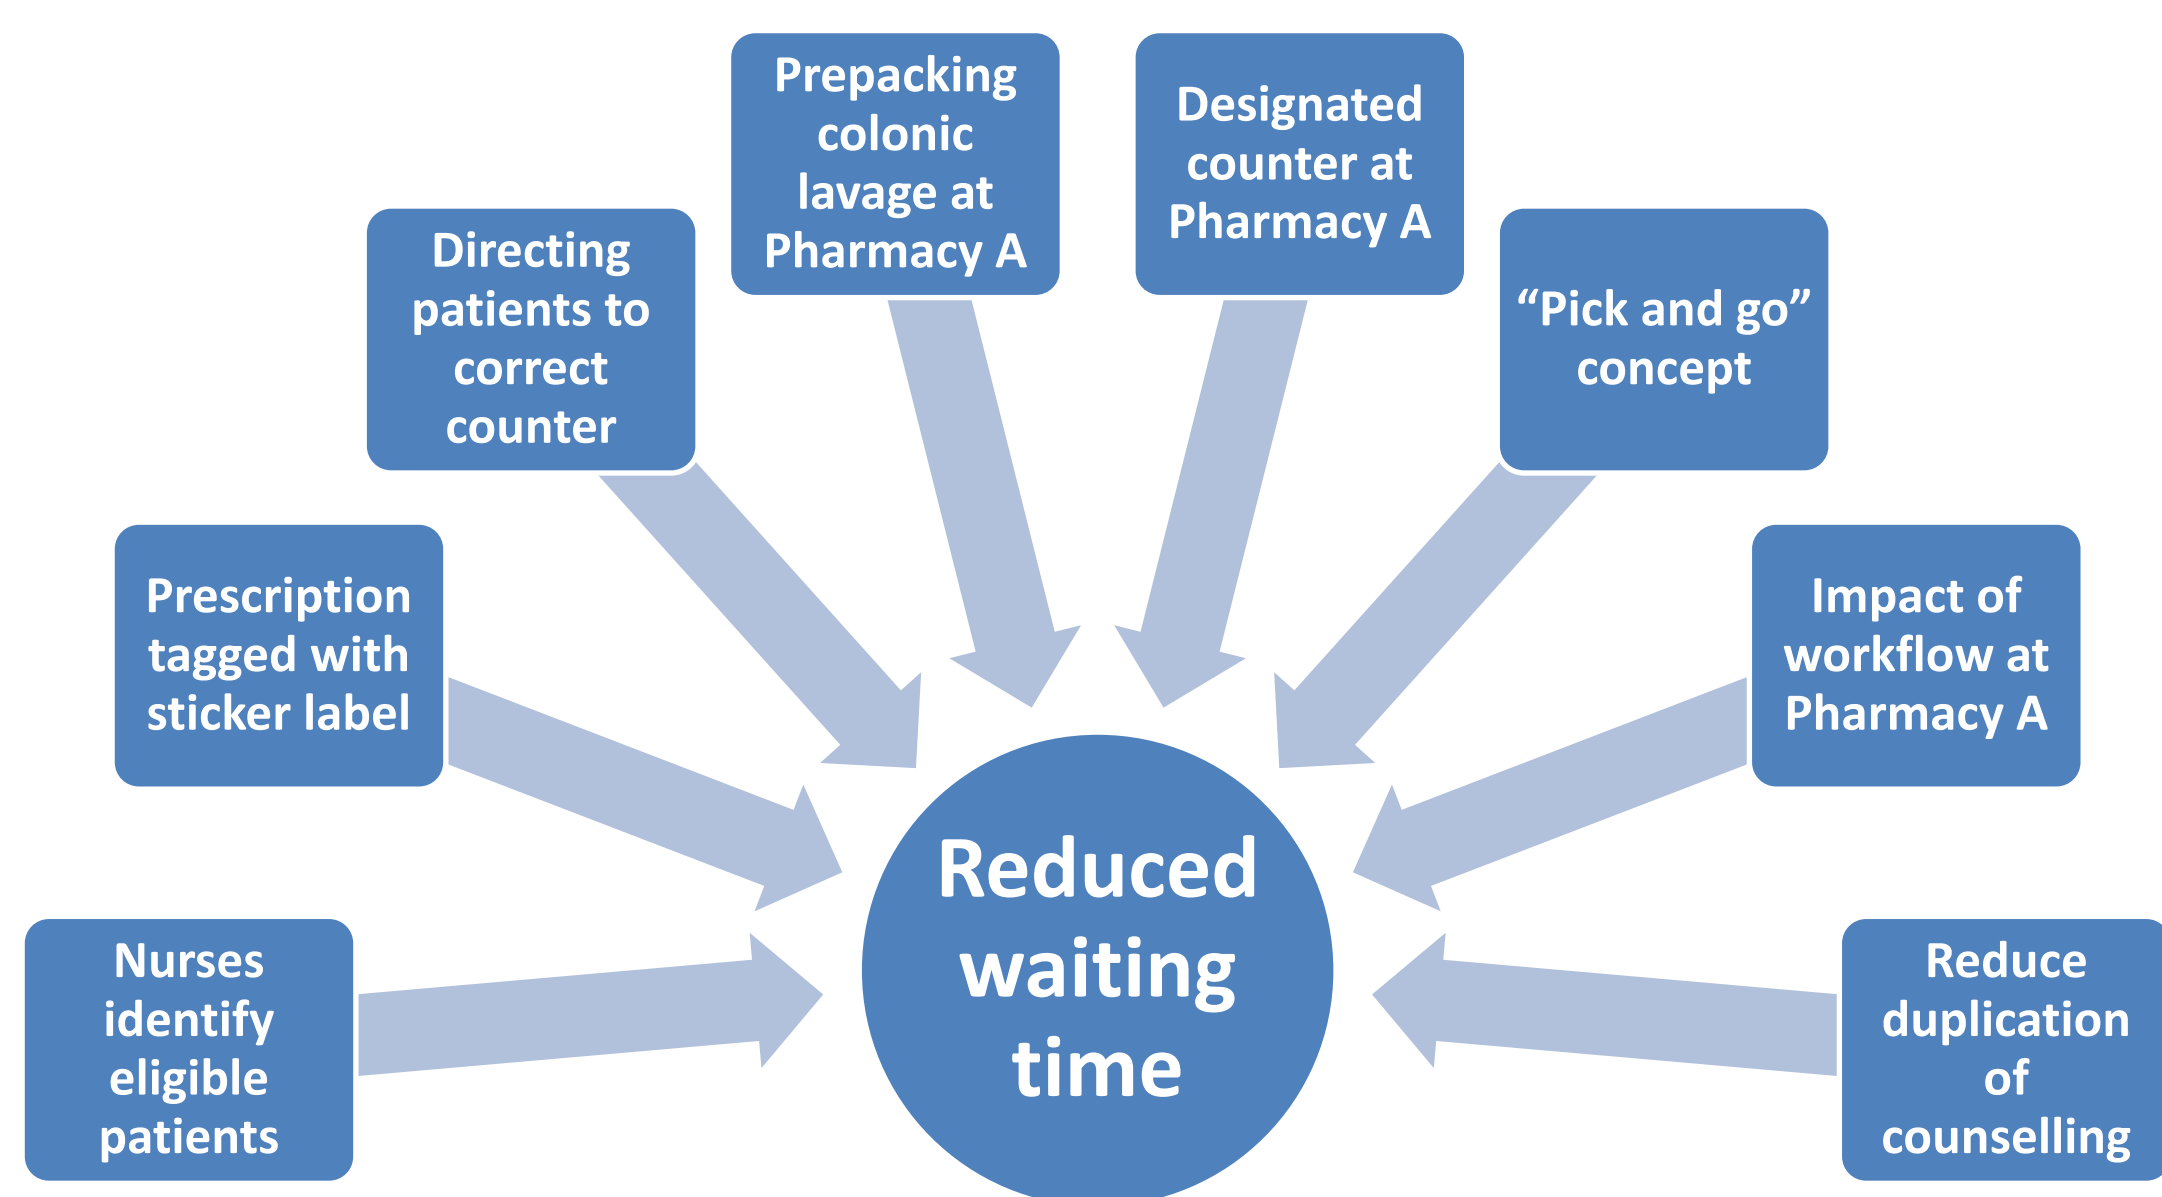 Prepacking
colonic
lavage at
Pharmacy A
Designated
counter at
Pharmacy A
Directing
patients to
correct
counter
“Pick and go”
concept
Prescription
tagged with
sticker label
Impact of
workflow at
Pharmacy A
Nurses
identify
eligible
patients
Reduced
waiting
time
Reduce
duplication
of
counselling